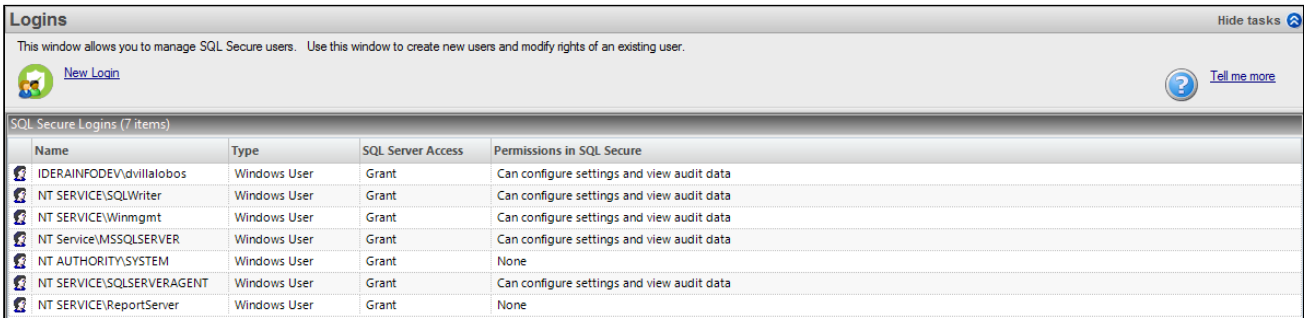 Logins Hide tasks
This window allows you to manage SQL Secure users. Use this window to create new users and modify rights of an existing user.
New Login Tell me more
SQL Secure Logins (7 items)
Name Type SQL Server Access Permissions in SQL Secure
IDERAINFODEV\dvillalobos Windows User Grant Can configure settings and view audit data
NT SERVICE\SQLWriter Windows User Grant Can configure settings and view audit data
NT SERVICE\Winmgmt Windows User Grant Can configure settings and view audit data
NT Service\MSSQLSERVER Windows User Grant Can configure settings and view audit data
NT AUTHORITY\SYSTEM Windows User Grant None
NT SERVICE\SQLSERVERAGENT Windows User Grant Can configure settings and view audit data
NT SERVICE\ReportServer Windows User Grant None